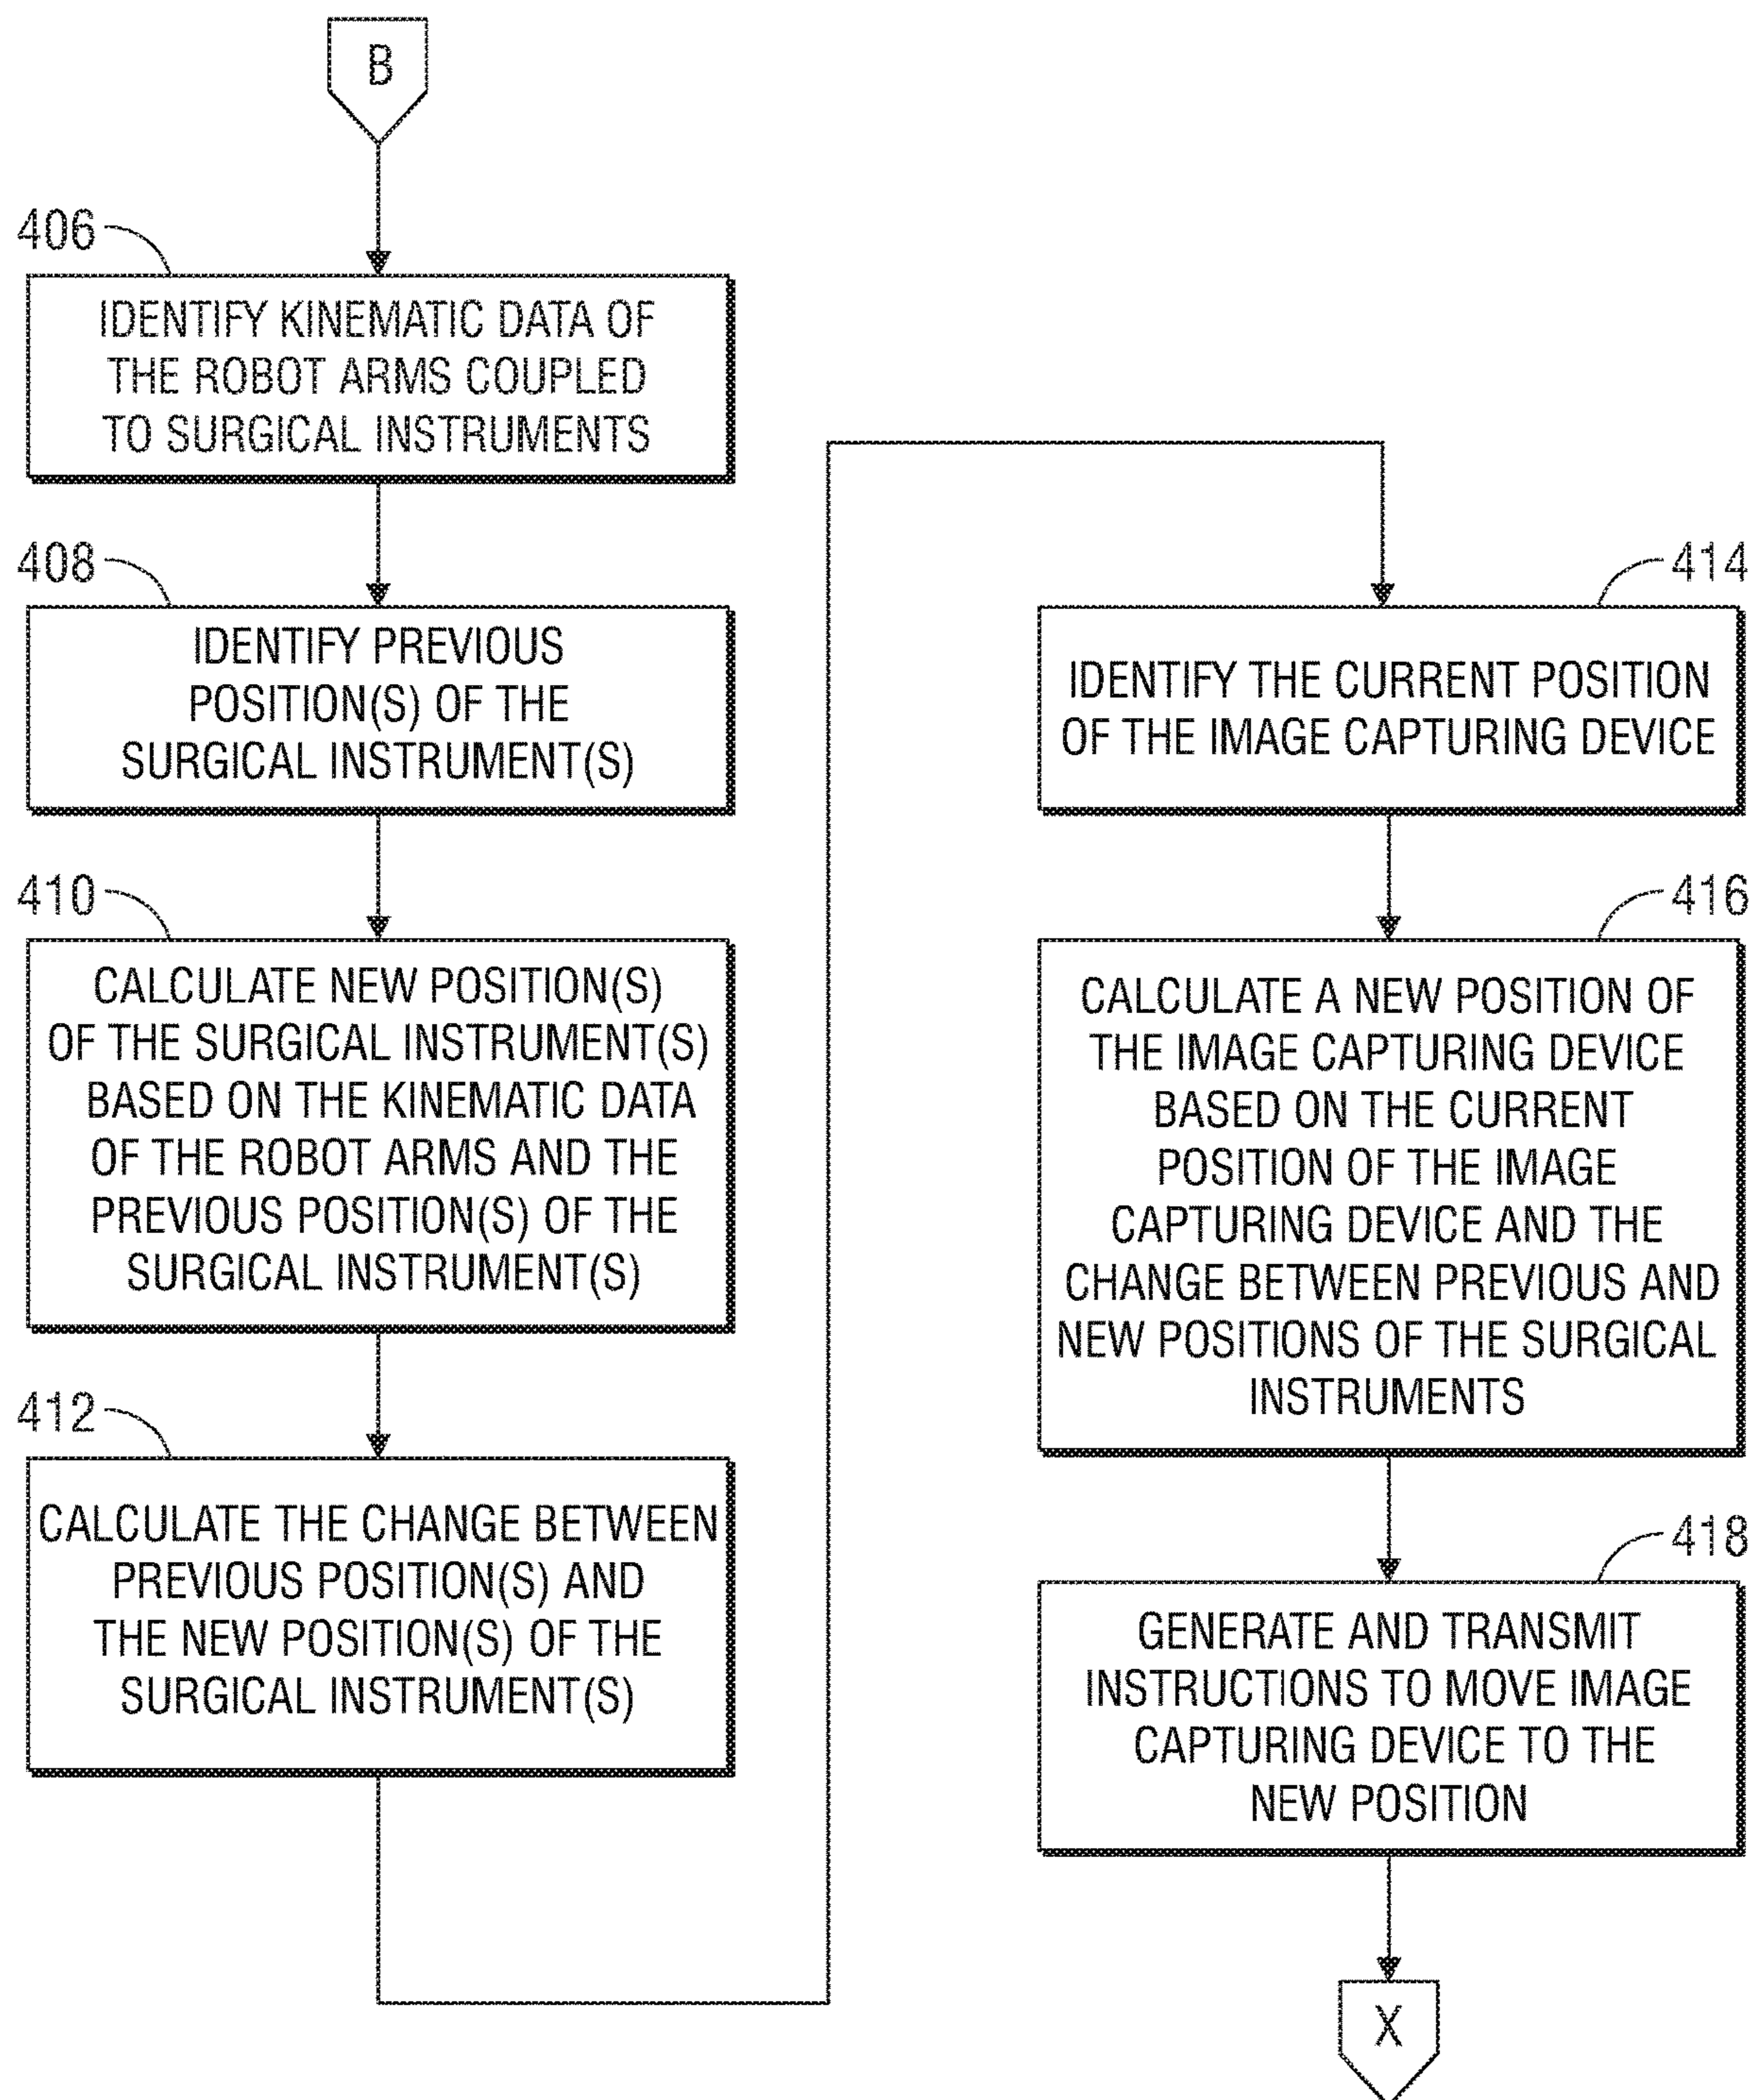 B
406
IDENTIFY KINEMATIC DATA OF
THE ROBOT ARMS COUPLED
TO SURGICAL INSTRUMENTS
408
IDENTIFY PREVIOUS
POSITION(S) OF THE
SURGICAL INSTRUMENT(S)
410
CALCULATE NEW POSITION(S)
OF THE SURGICAL INSTRUMENT(S)
BASED ON THE KINEMATIC DATA
OF THE ROBOT ARMS AND THE
PREVIOUS POSITION(S) OF THE
SURGICAL INSTRUMENT(S)
412
CALCULATE THE CHANGE BETWEEN
PREVIOUS POSITION(S) AND
THE NEW POSITION(S) OF THE
SURGICAL INSTRUMENT(S)
414
IDENTIFY THE CURRENT POSITION
OF THE IMAGE CAPTURING DEVICE
416
CALCULATE A NEW POSITION OF
THE IMAGE CAPTURING DEVICE
BASED ON THE CURRENT
POSITION OF THE IMAGE
CAPTURING DEVICE AND THE
CHANGE BETWEEN PREVIOUS AND
NEW POSITIONS OF THE SURGICAL
INSTRUMENTS
418
GENERATE AND TRANSMIT
INSTRUCTIONS TO MOVE IMAGE
CAPTURING DEVICE TO THE
NEW POSITION
X